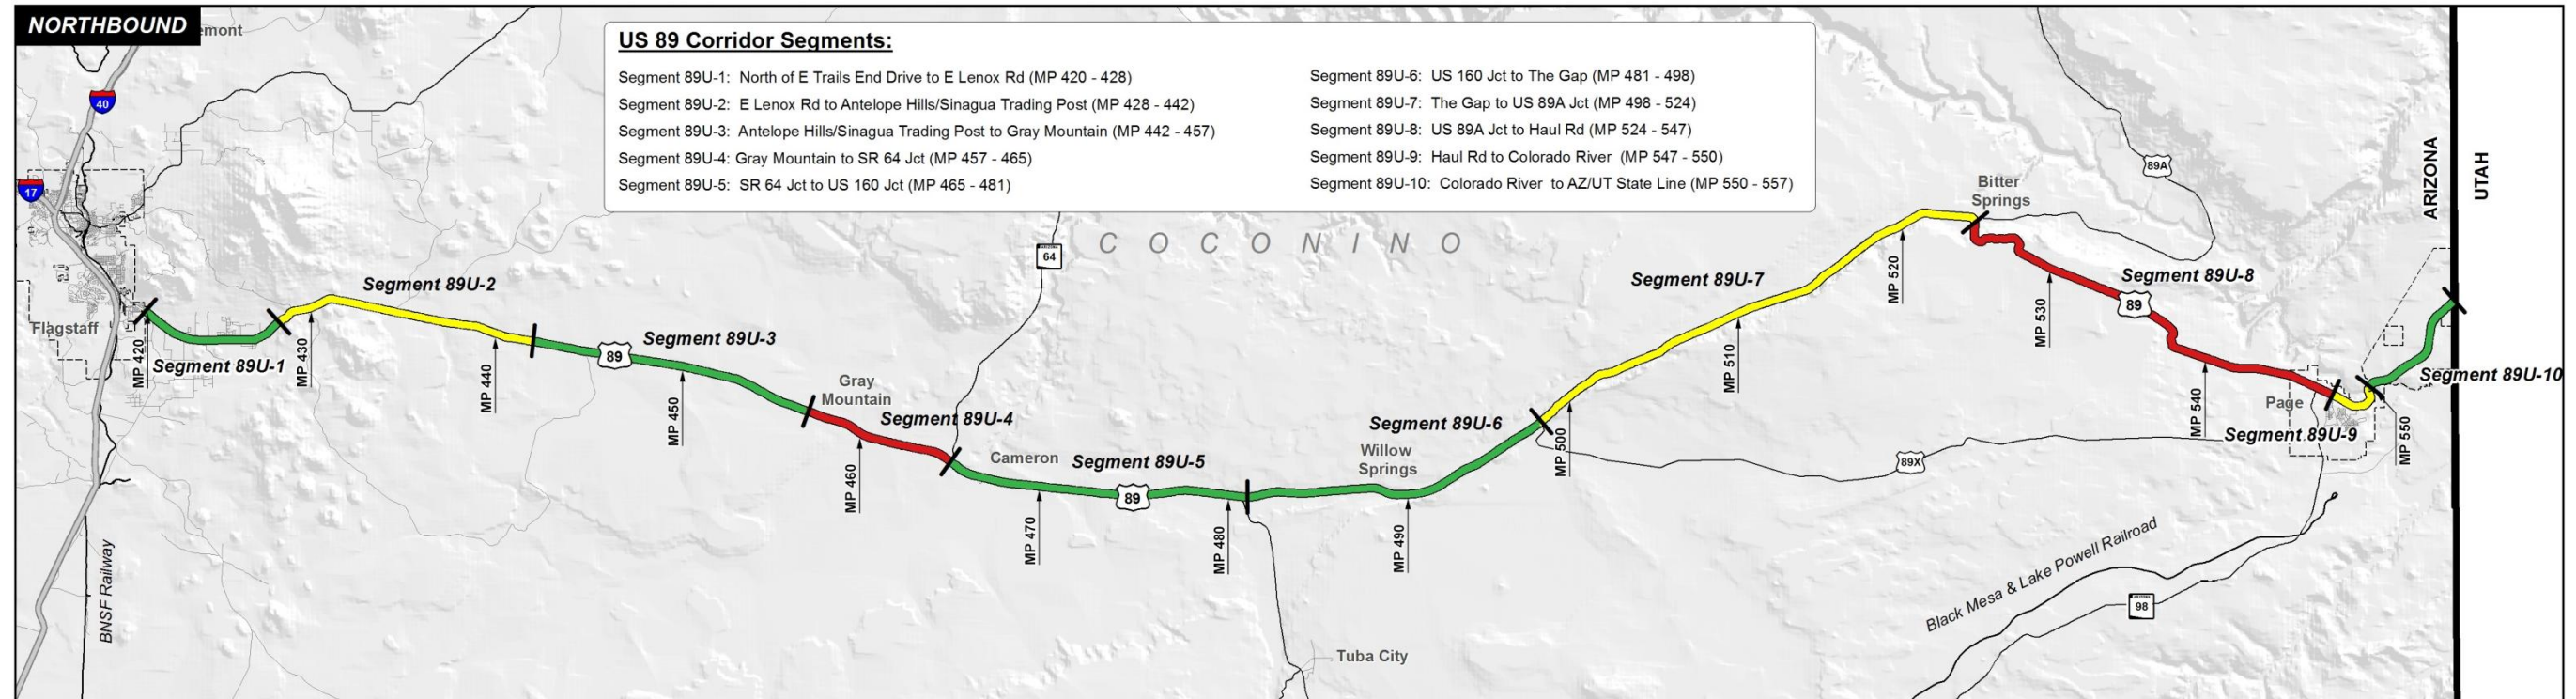 NORTHBOUND
emont
US 89 Corridor Segments:
Segment 89U-1: North of E Trails End Drive to E Lenox Rd (MP 420 - 428)
Segment 89U-2: E Lenox Rd to Antelope Hills/Sinagua Trading Post (MP 428 - 442)
Segment 89U-3: Antelope Hills/Sinagua Trading Post to Gray Mountain (MP 442 - 457)
Segment 89U-4: Gray Mountain to SR 64 Jct (MP 457 - 465)
Segment 89U-5: SR 64 Jct to US 160 Jct (MP 465 - 481)
Segment 89U-6: US 160 Jct to The Gap (MP 481 - 498)
Segment 89U-7: The Gap to US 89A Jct (MP 498 - 524)
Segment 89U-8: US 89A Jct to Haul Rd (MP 524 - 547)
Segment 89U-9: Haul Rd to Colorado River (MP 547 - 550)
Segment 89U-10: Colorado River to AZ/UT State Line (MP 550 - 557)
40
17
89A
ARIZONA
UTAH
Bitter
Springs
COCONINO
64
Segment 89U-2
Segment 89U-7
Segment 89U-8
MP 520
MP 530
89
Flagstaff
MP 420
Segment 89U-1
MP 430
MP 440
89
Segment 89U-3
MP 450
Gray
Mountain
Segment 89U-4
MP 460
Cameron
Segment 89U-5
89
MP 470
MP 480
Segment 89U-6
Willow
Springs
MP 490
MP 500
MP 510
89X
MP 540
Page
Segment 89U-9
Segment 89U-10
MP 550
BNSF Railway
Black Mesa & Lake Powell Railroad
98
Tuba City